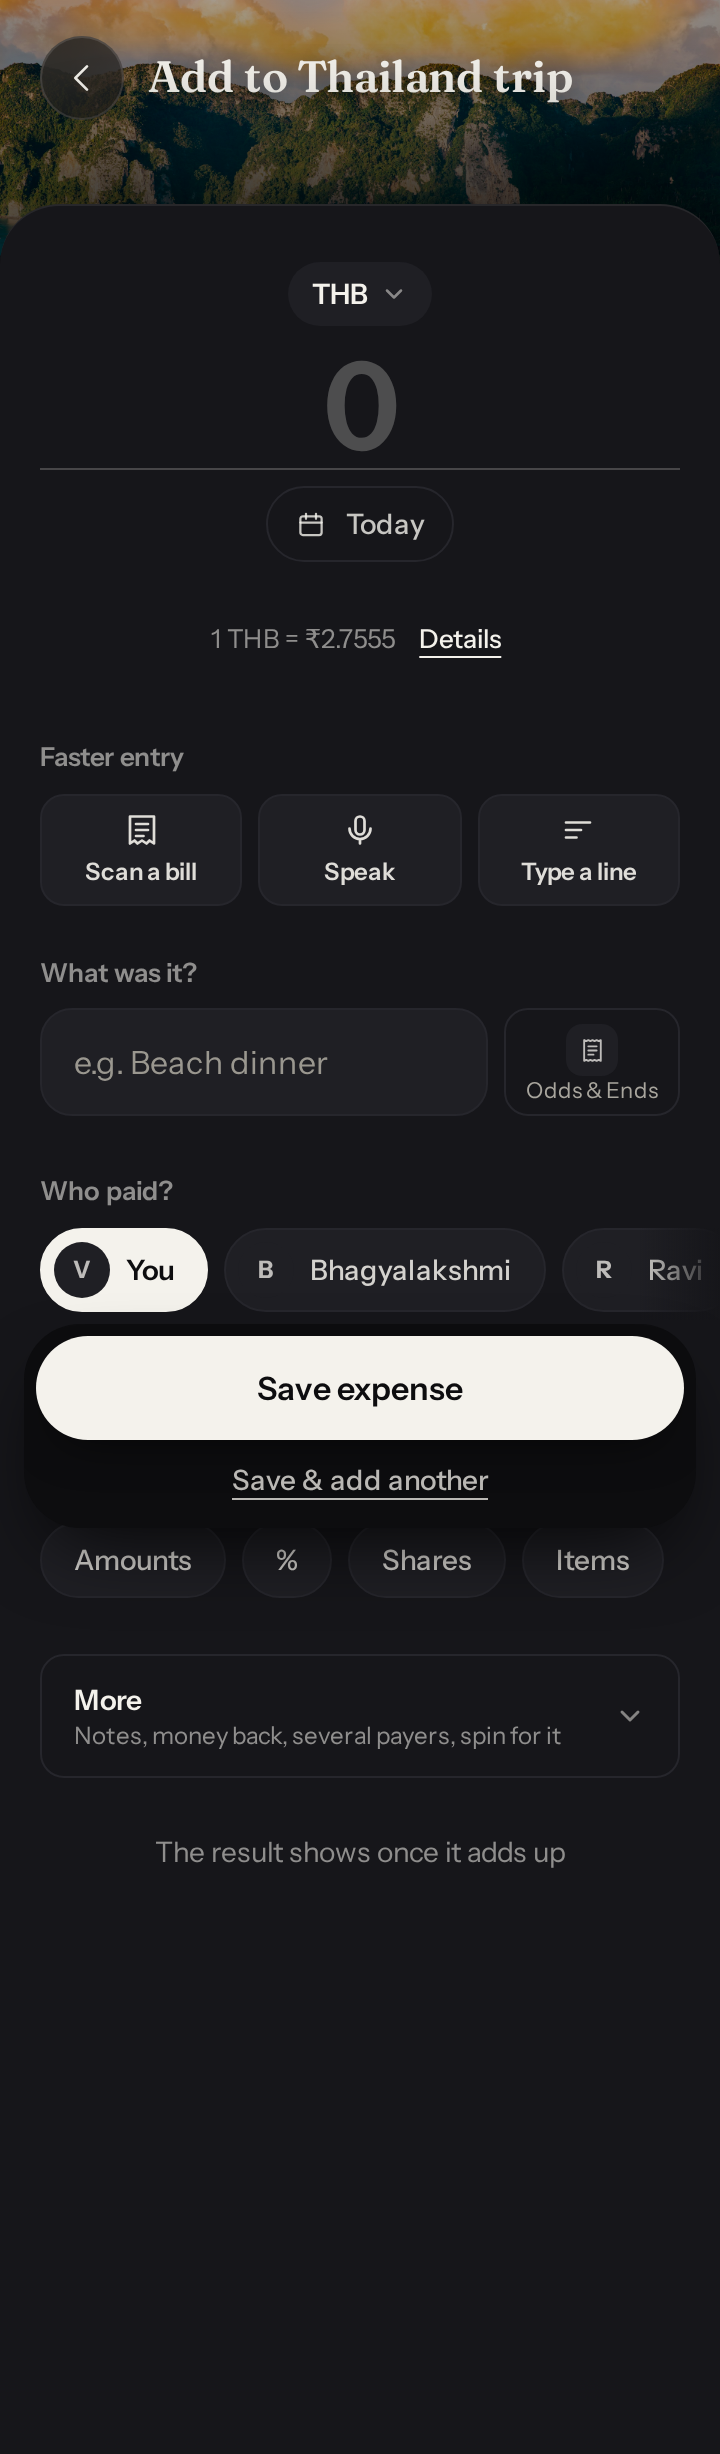 Add to Thailand trip
THB
0
Today
1 THB = ₹2.7555 Details
Faster entry
Scan a bill
Speak
Type a line
What was it?
e.g. Beach dinner
Odds & Ends
Who paid?
V You
B Bhagyalakshmi
R Ravi
Save expense
Save & add another
Amounts
%
Shares
Items
More
Notes, money back, several payers, spin for it
The result shows once it adds up